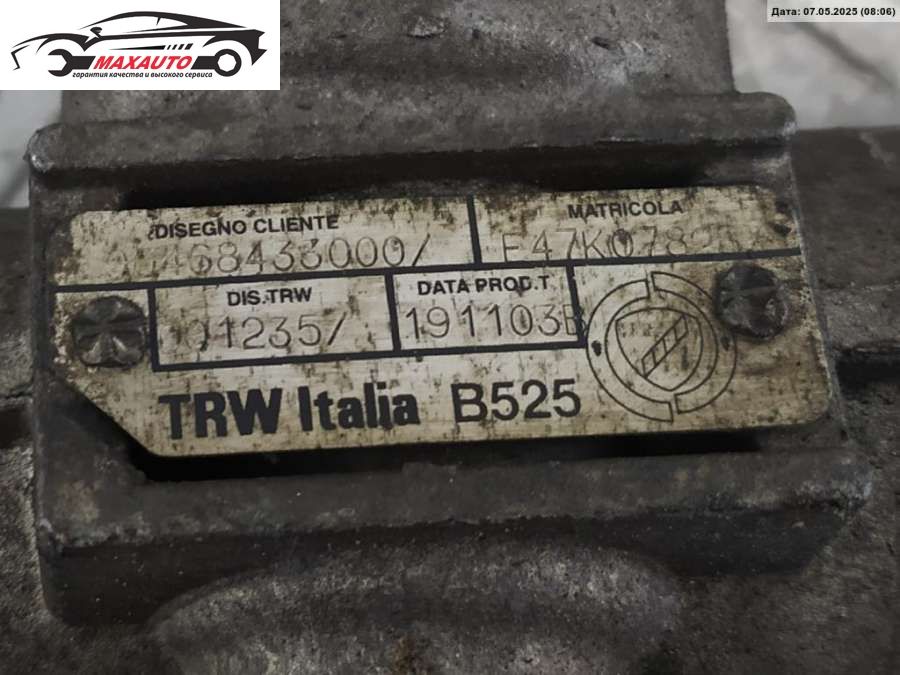 Дата: 07.05.2025 (08:06)
MAXAUTO
гарантия качества и высокого сервиса
DISEGNO CLIENTE
MATRICOLA
DIS.TRW
DATA PROD.T
191103B
TRW Italia B525